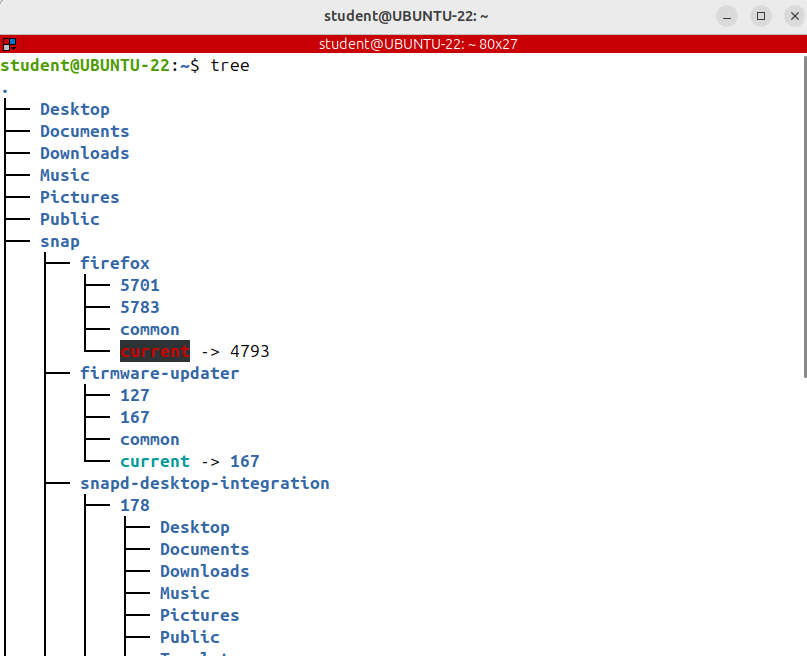 student@UBUNTU-22: ~
student@UBUNTU-22: ~ 80x27
student@UBUNTU-22:~$ tree
.
├── Desktop
├── Documents
├── Downloads
├── Music
├── Pictures
├── Public
├── snap
│   ├── firefox
│   │   ├── 5701
│   │   ├── 5783
│   │   ├── common
│   │   └── current -> 4793
│   ├── firmware-updater
│   │   ├── 127
│   │   ├── 167
│   │   ├── common
│   │   └── current -> 167
│   ├── snapd-desktop-integration
│   │   ├── 178
│   │   │   ├── Desktop
│   │   │   ├── Documents
│   │   │   ├── Downloads
│   │   │   ├── Music
│   │   │   ├── Pictures
│   │   │   ├── Public